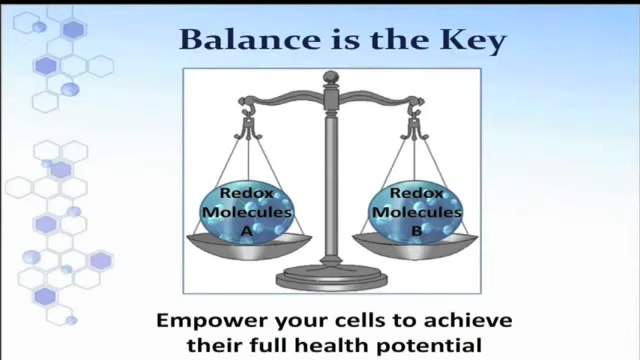 Balance is the Key
Redox
Molecules
A
Redox
Molecules
B
Empower your cells to achieve
their full health potential